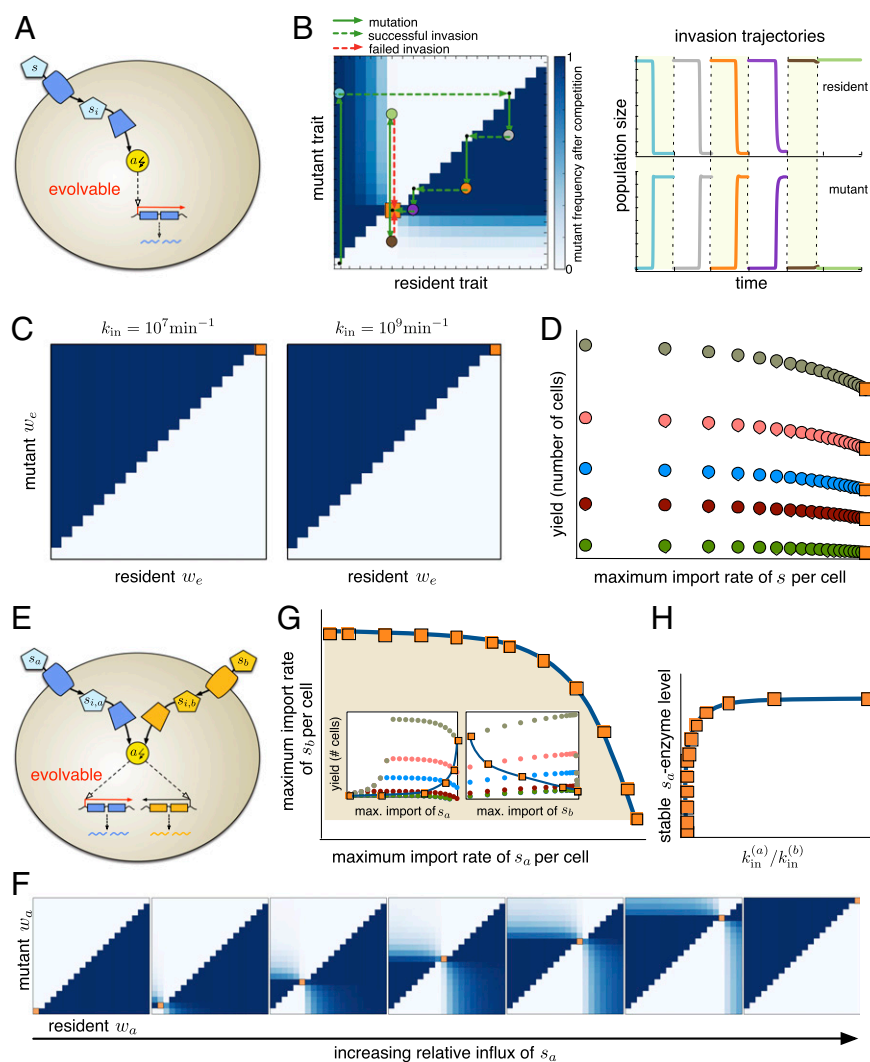 A
s
s_i
a
evolvable
B
mutation
successful invasion
failed invasion
mutant trait
resident trait
1
0
mutant frequency after competition
invasion trajectories
population size
resident
mutant
time
C
k_in = 10^7 min^−1
k_in = 10^9 min^−1
mutant w_e
resident w_e
resident w_e
D
yield (number of cells)
maximum import rate of s per cell
E
s_a
s_b
s_i,a
s_i,b
a
evolvable
G
maximum import rate
of s_b per cell
yield (# cells)
max. import of s_a
max. import of s_b
maximum import rate of s_a per cell
H
stable s_a-enzyme level
k_in^(a)/k_in^(b)
F
mutant w_a
resident w_a
increasing relative influx of s_a